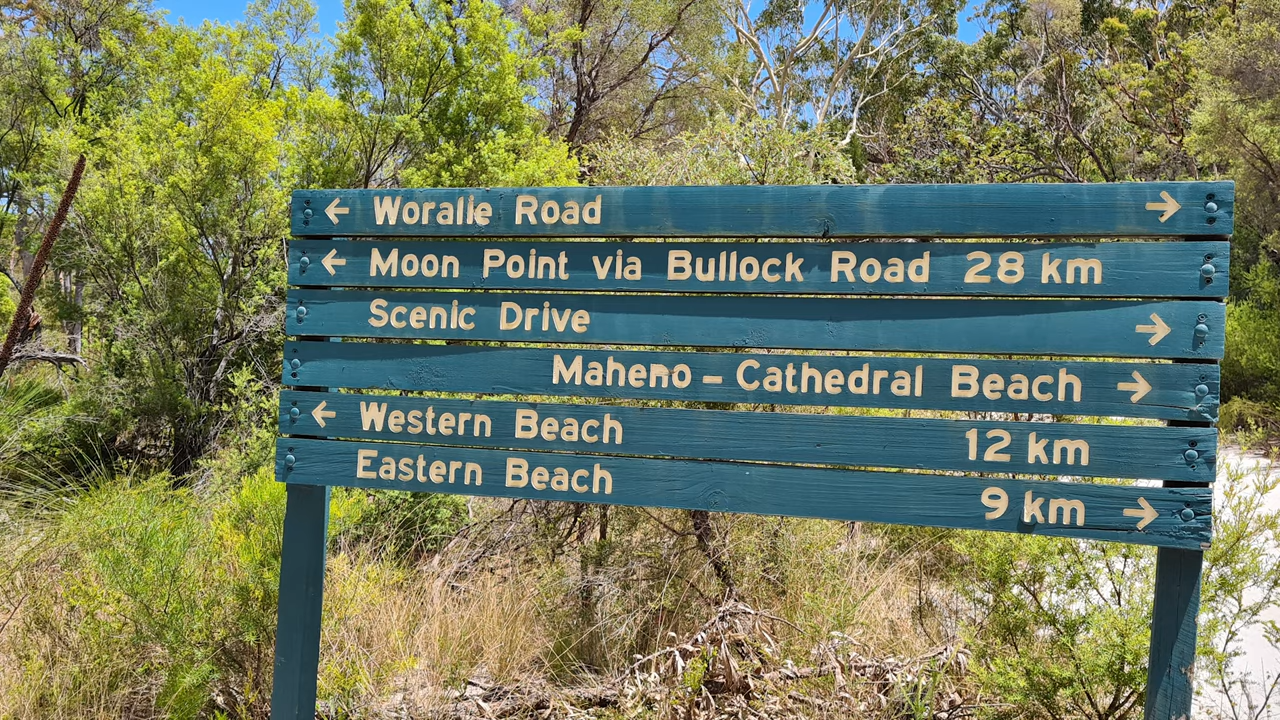 ← Woralie Road →
← Moon Point via Bullock Road 28 km
Scenic Drive →
Maheno – Cathedral Beach →
← Western Beach 12 km
Eastern Beach 9 km →